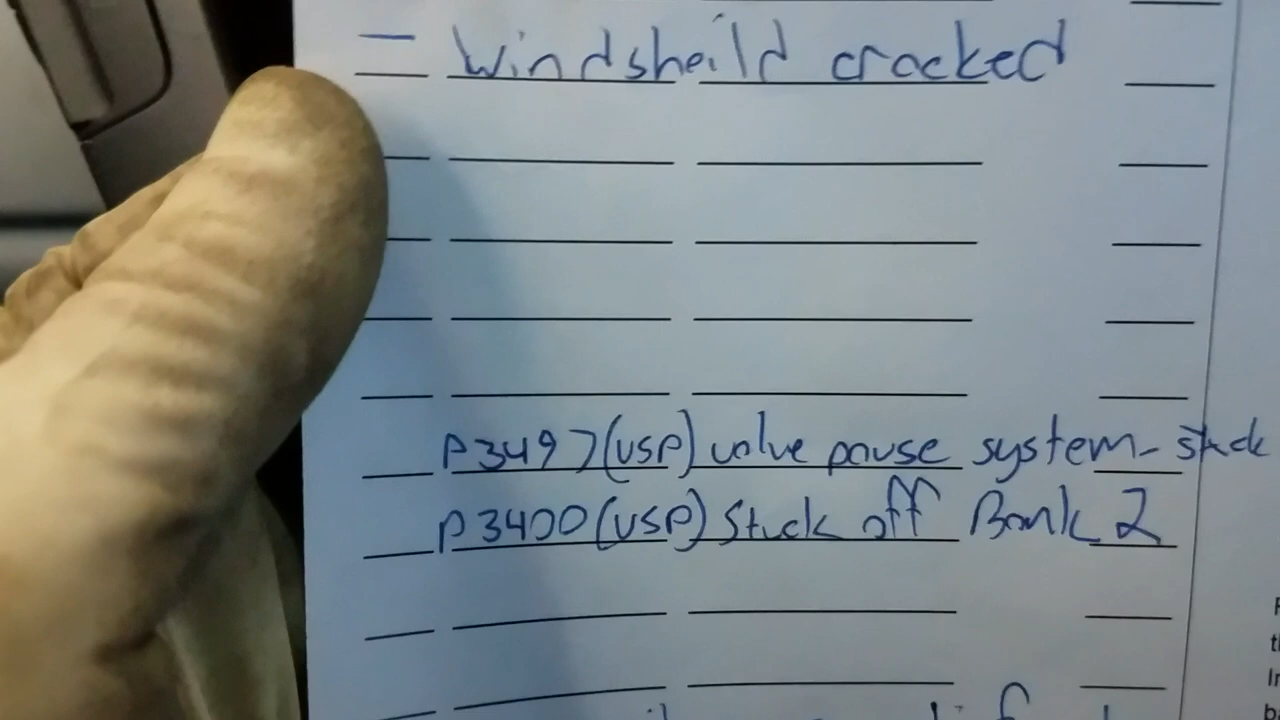 — Windsheild cracked
P3497(VSP) valve pause system - stuck
P3400(VSP) Stuck off Bank 2